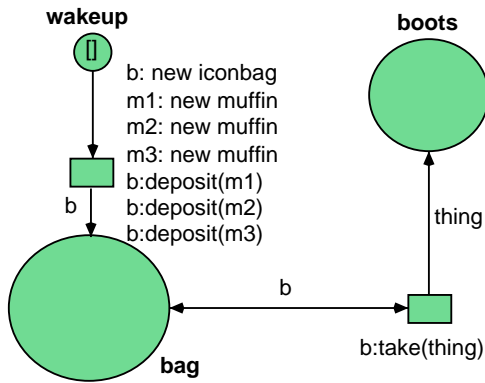 wakeup
[]
b: new iconbag
m1: new muffin
m2: new muffin
m3: new muffin
b:deposit(m1)
b:deposit(m2)
b:deposit(m3)
b
bag
boots
thing
b
b:take(thing)